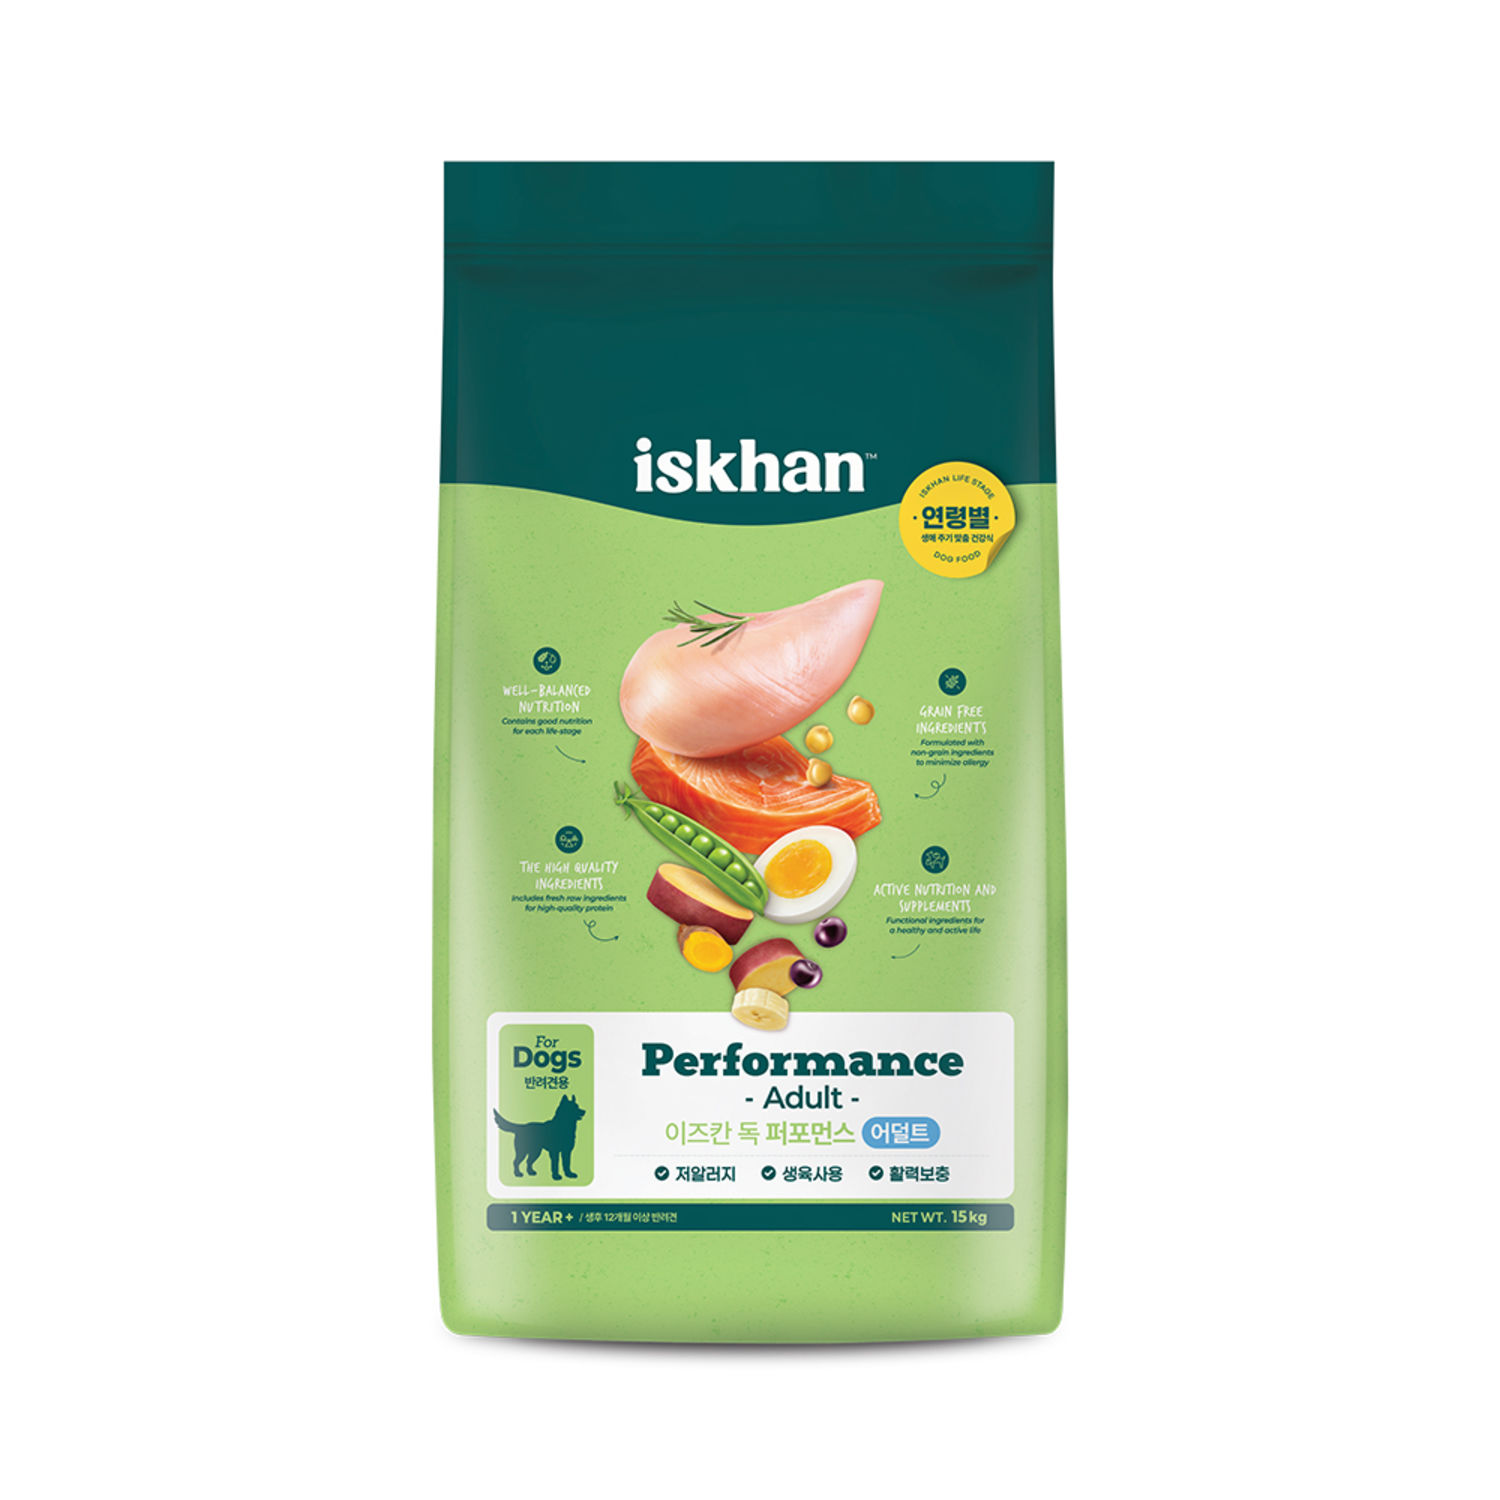 iskhan™
ISKHAN LIFE STAGE
·연령별·
생애 주기 맞춤 건강식
DOG FOOD
WELL-BALANCED
NUTRITION
Contains good nutrition
for each life-stage
GRAIN FREE
INGREDIENTS
Formulated with
non-grain ingredients
to minimize allergy
THE HIGH QUALITY
INGREDIENTS
Includes fresh raw ingredients
for high-quality protein
ACTIVE NUTRITION AND
SUPPLEMENTS
Functional ingredients for
a healthy and active life
For
Dogs
반려견용
Performance
- Adult -
이즈칸 독 퍼포먼스 어덜트
저알러지 생육사용 활력보충
1 YEAR + / 생후 12개월 이상 반려견
NET WT. 15kg